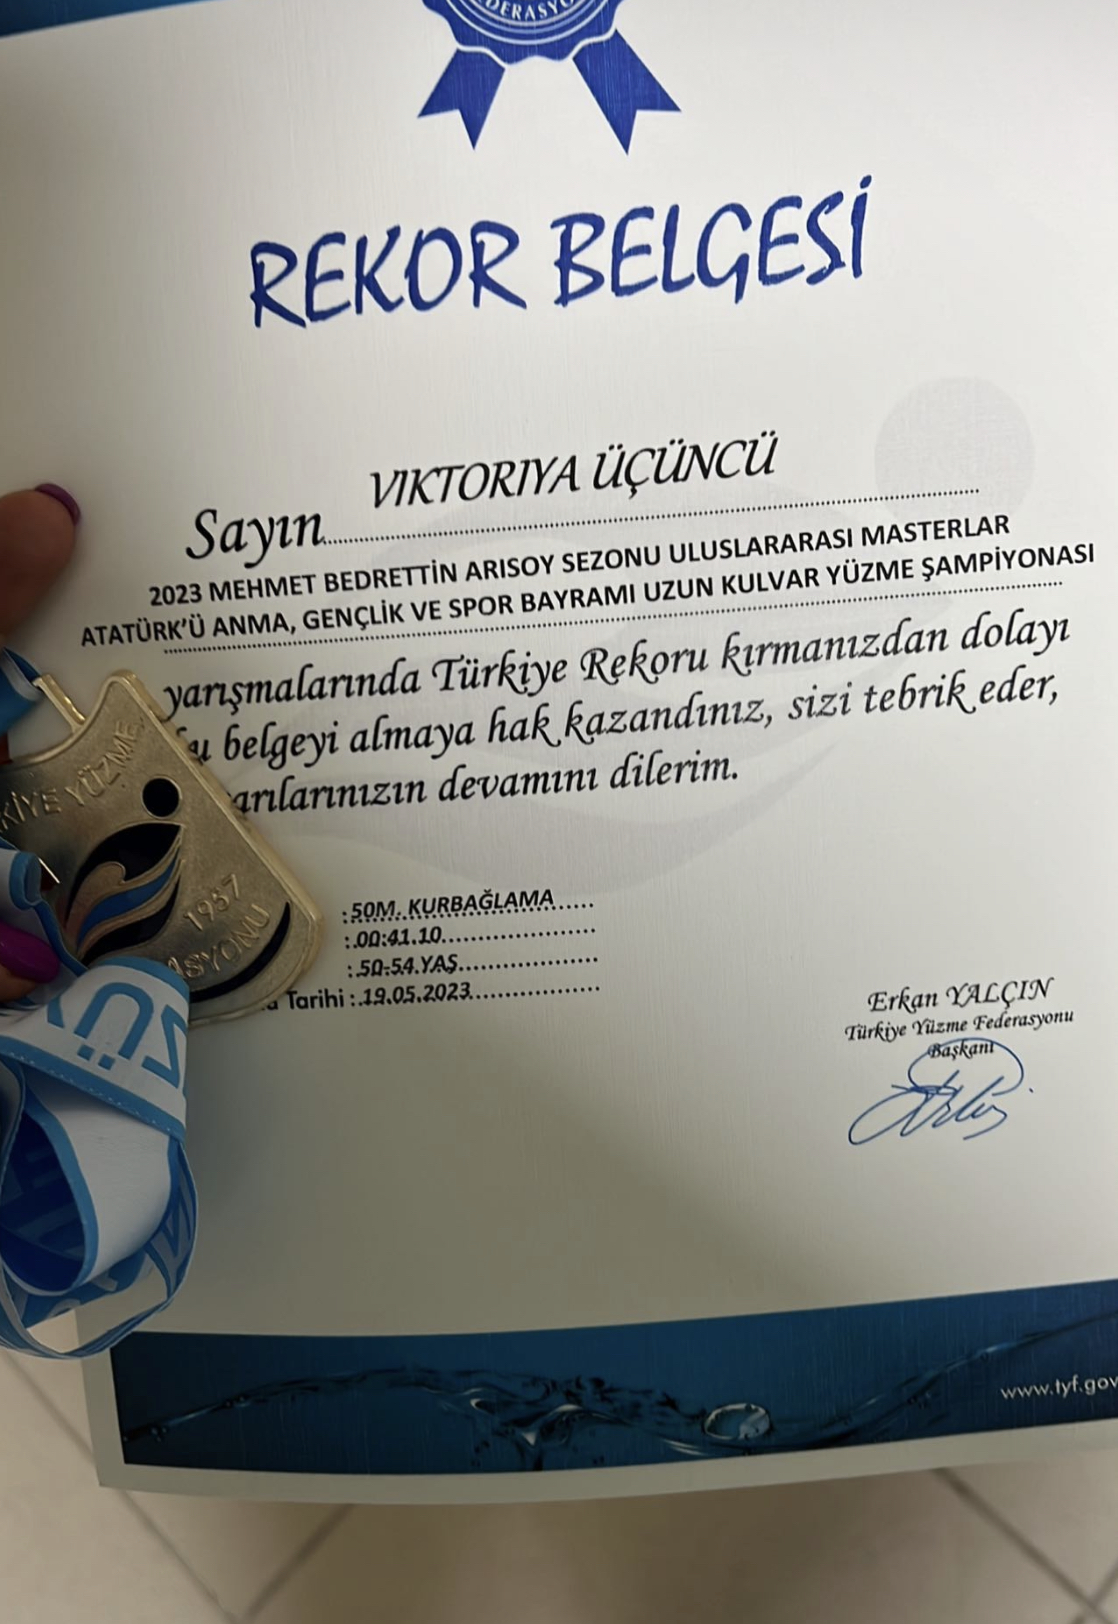 REKOR BELGESİ
VIKTORIYA ÜÇÜNCÜ
Sayın
2023 MEHMET BEDRETTİN ARISOY SEZONU ULUSLARARASI MASTERLAR
ATATÜRK'Ü ANMA, GENÇLİK VE SPOR BAYRAMI UZUN KULVAR YÜZME ŞAMPİYONASI
yarışmalarında Türkiye Rekoru kırmanızdan dolayı
belgeyi almaya hak kazandınız, sizi tebrik eder,
arılarınızın devamını dilerim.
YÜZME
1957
:50M. KURBAĞLAMA
:00:41.10
:50-54.YAŞ
Tarihi :.19.05.2023
Erkan YALÇIN
Türkiye Yüzme Federasyonu
Başkanı
www.tyf.gov